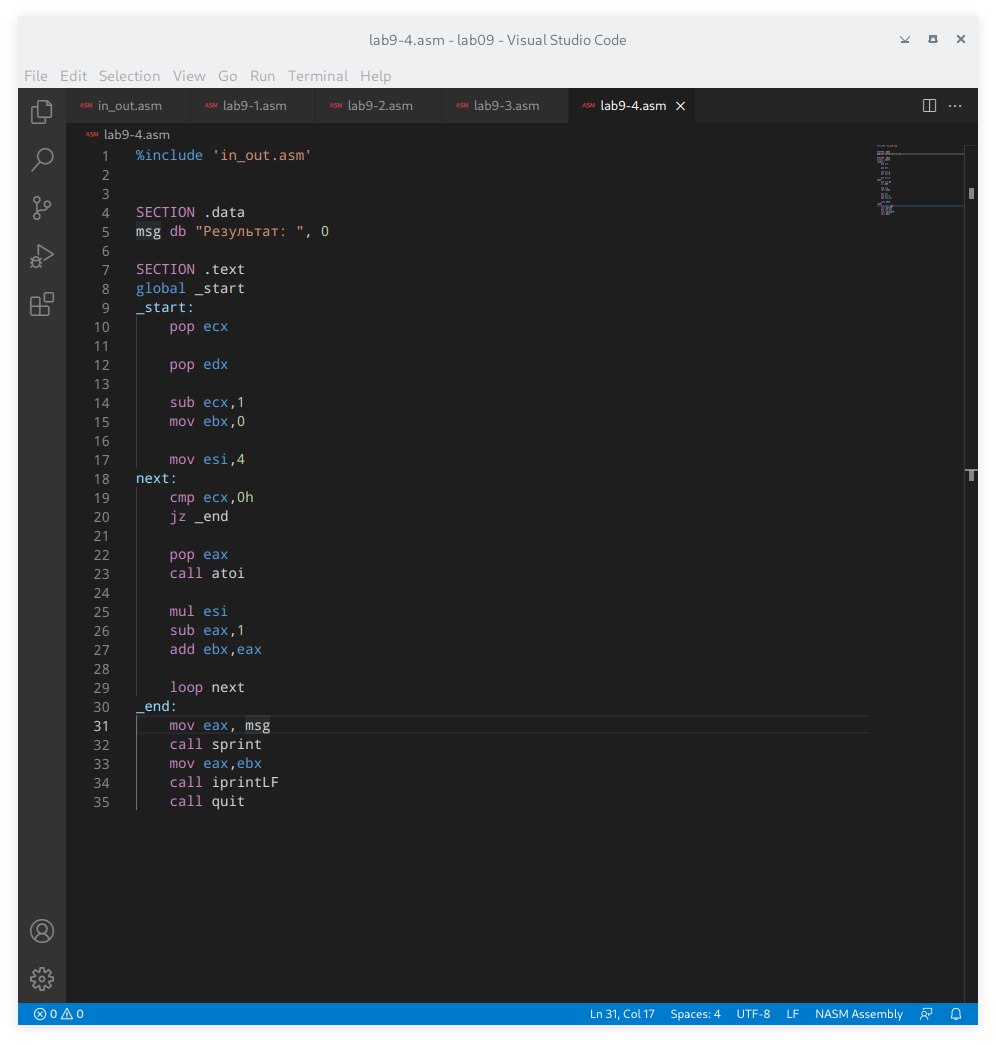 lab9-4.asm - lab09 - Visual Studio Code
File Edit Selection View Go Run Terminal Help
ASM in_out.asm ASM lab9-1.asm ASM lab9-2.asm ASM lab9-3.asm ASM lab9-4.asm
ASM lab9-4.asm
1 %include 'in_out.asm'
2
3
4 SECTION .data
5 msg db "Результат: ", 0
6
7 SECTION .text
8 global _start
9 _start:
10 pop ecx
11
12 pop edx
13
14 sub ecx,1
15 mov ebx,0
16
17 mov esi,4
18 next:
19 cmp ecx,0h
20 jz _end
21
22 pop eax
23 call atoi
24
25 mul esi
26 sub eax,1
27 add ebx,eax
28
29 loop next
30 _end:
31 mov eax, msg
32 call sprint
33 mov eax,ebx
34 call iprintLF
35 call quit
0 0 Ln 31, Col 17 Spaces: 4 UTF-8 LF NASM Assembly